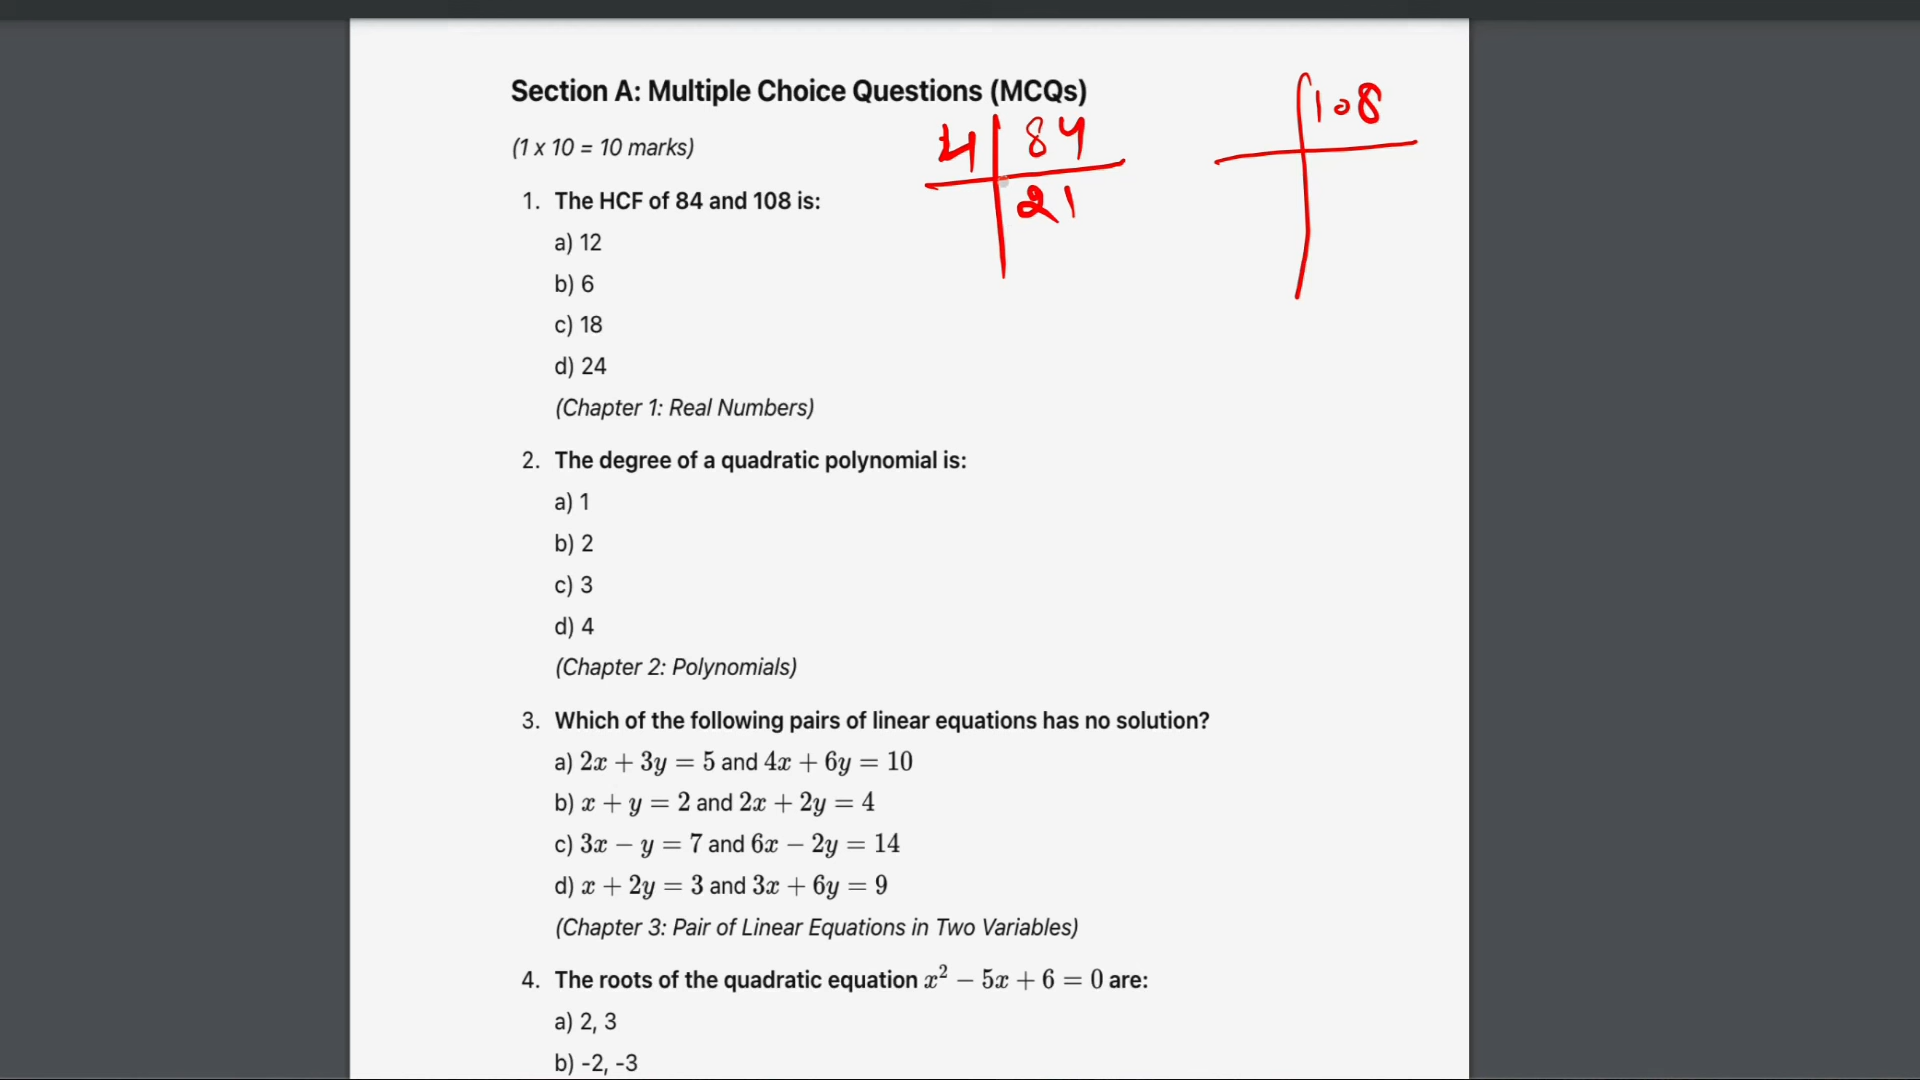 Section A: Multiple Choice Questions (MCQs)
(1 x 10 = 10 marks)
4 84
21
108
1. The HCF of 84 and 108 is:
a) 12
b) 6
c) 18
d) 24
(Chapter 1: Real Numbers)
2. The degree of a quadratic polynomial is:
a) 1
b) 2
c) 3
d) 4
(Chapter 2: Polynomials)
3. Which of the following pairs of linear equations has no solution?
a) 2x + 3y = 5 and 4x + 6y = 10
b) x + y = 2 and 2x + 2y = 4
c) 3x − y = 7 and 6x − 2y = 14
d) x + 2y = 3 and 3x + 6y = 9
(Chapter 3: Pair of Linear Equations in Two Variables)
4. The roots of the quadratic equation x² − 5x + 6 = 0 are:
a) 2, 3
b) -2, -3